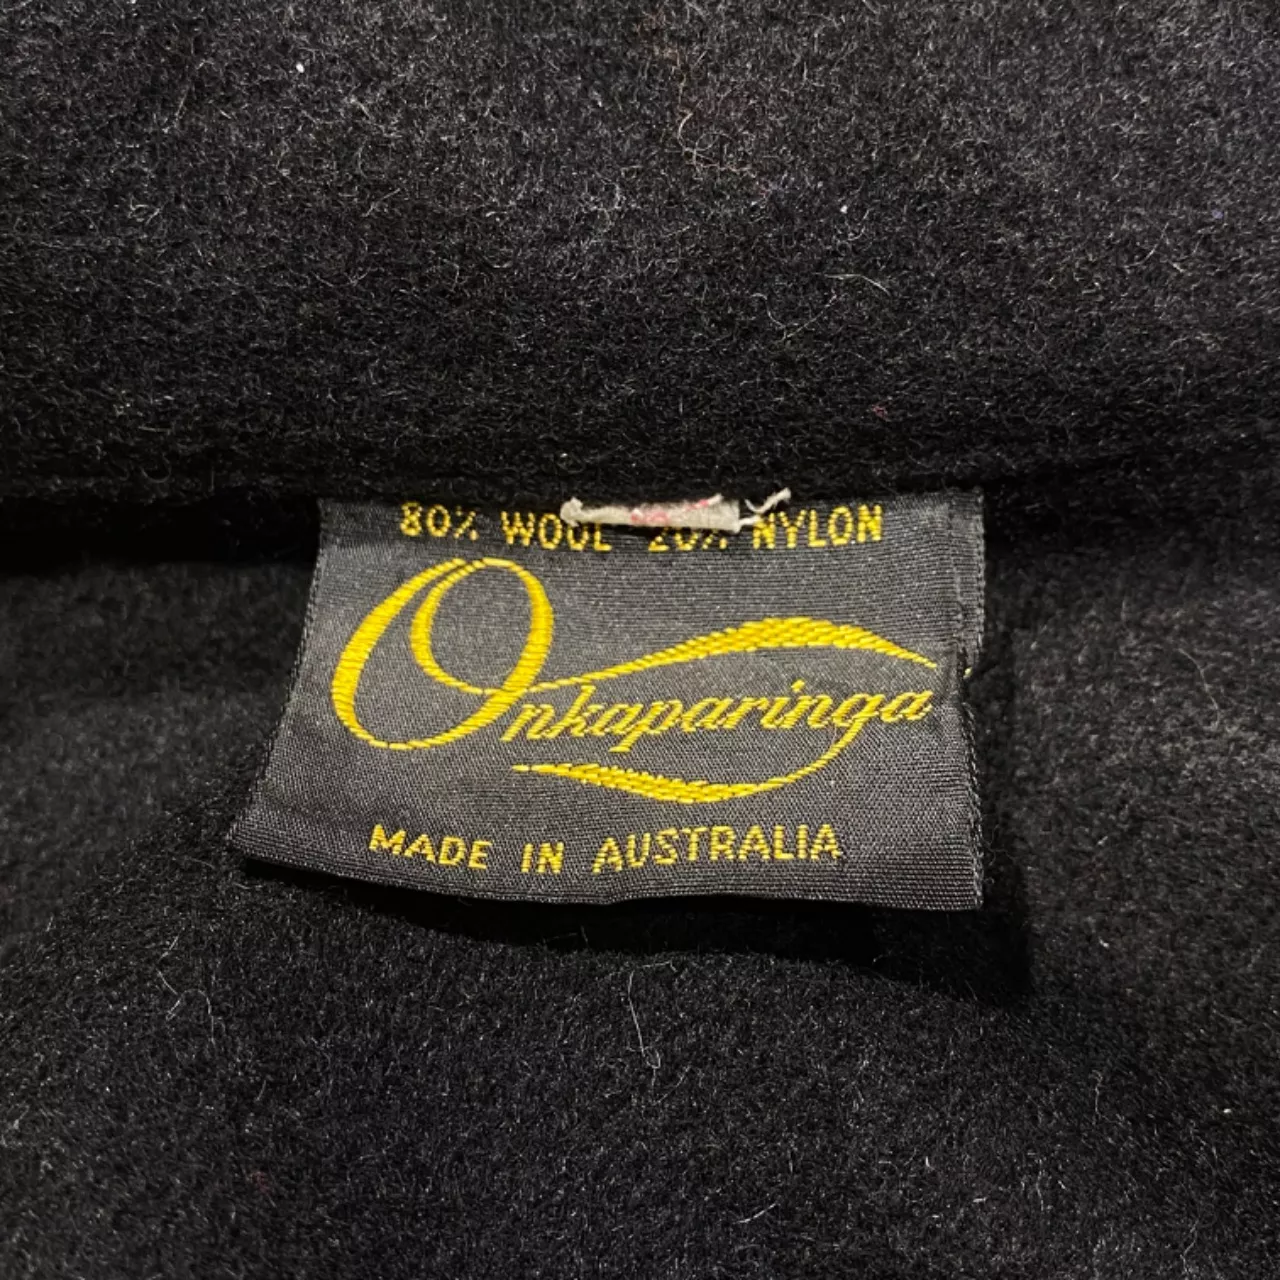 80% WOOL 20% NYLON
Onkaparinga
MADE IN AUSTRALIA